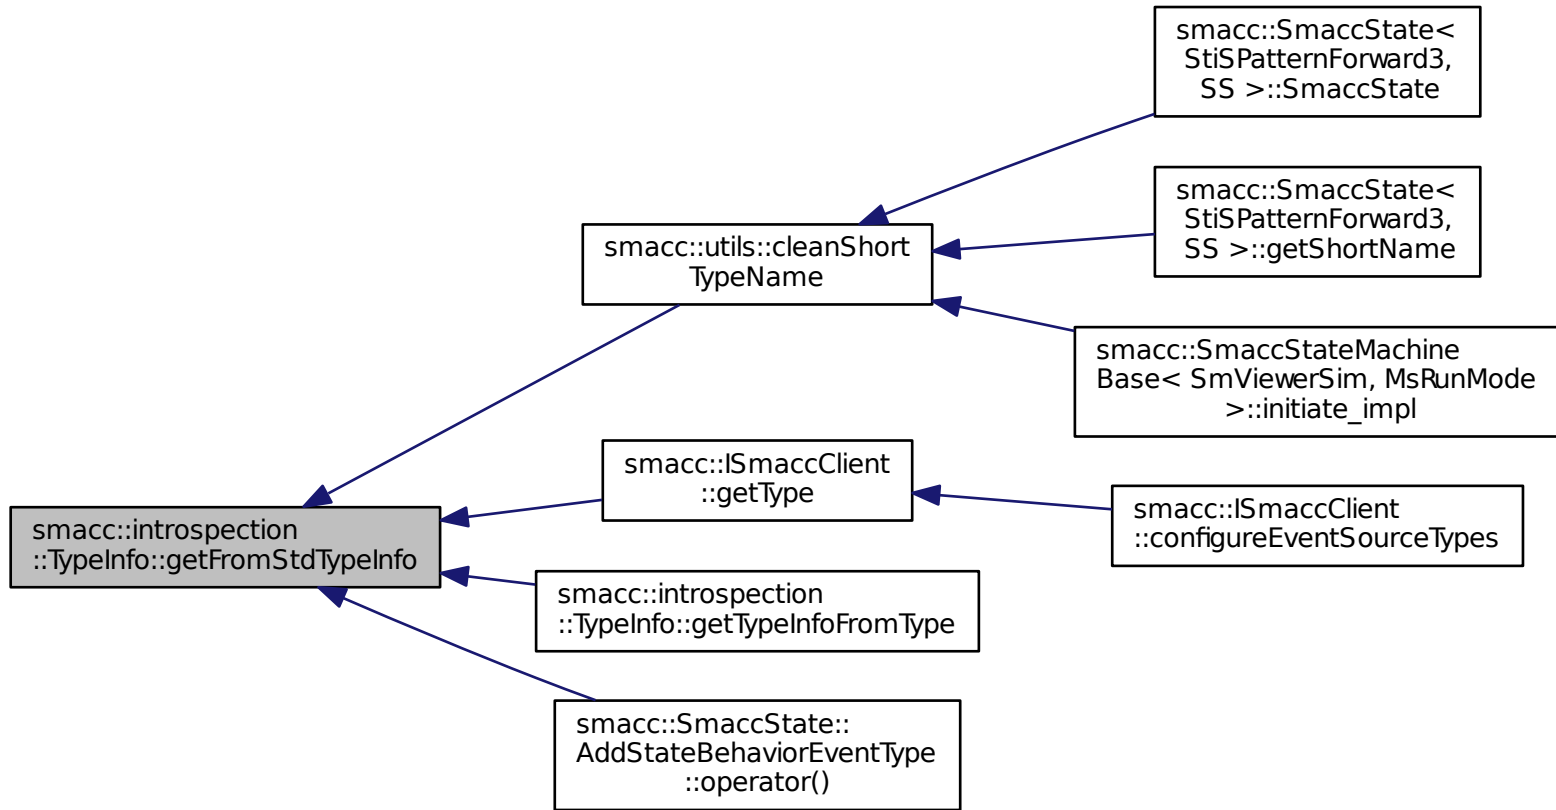 smacc::SmaccState<
StiSPatternForward3,
SS >::SmaccState
smacc::SmaccState<
StiSPatternForward3,
SS >::getShortName
smacc::utils::cleanShort
TypeName
smacc::SmaccStateMachine
Base< SmViewerSim, MsRunMode
>::initiate_impl
smacc::ISmaccClient
::getType
smacc::ISmaccClient
::configureEventSourceTypes
smacc::introspection
::TypeInfo::getFromStdTypeInfo
smacc::introspection
::TypeInfo::getTypeInfoFromType
smacc::SmaccState::
AddStateBehaviorEventType
::operator()